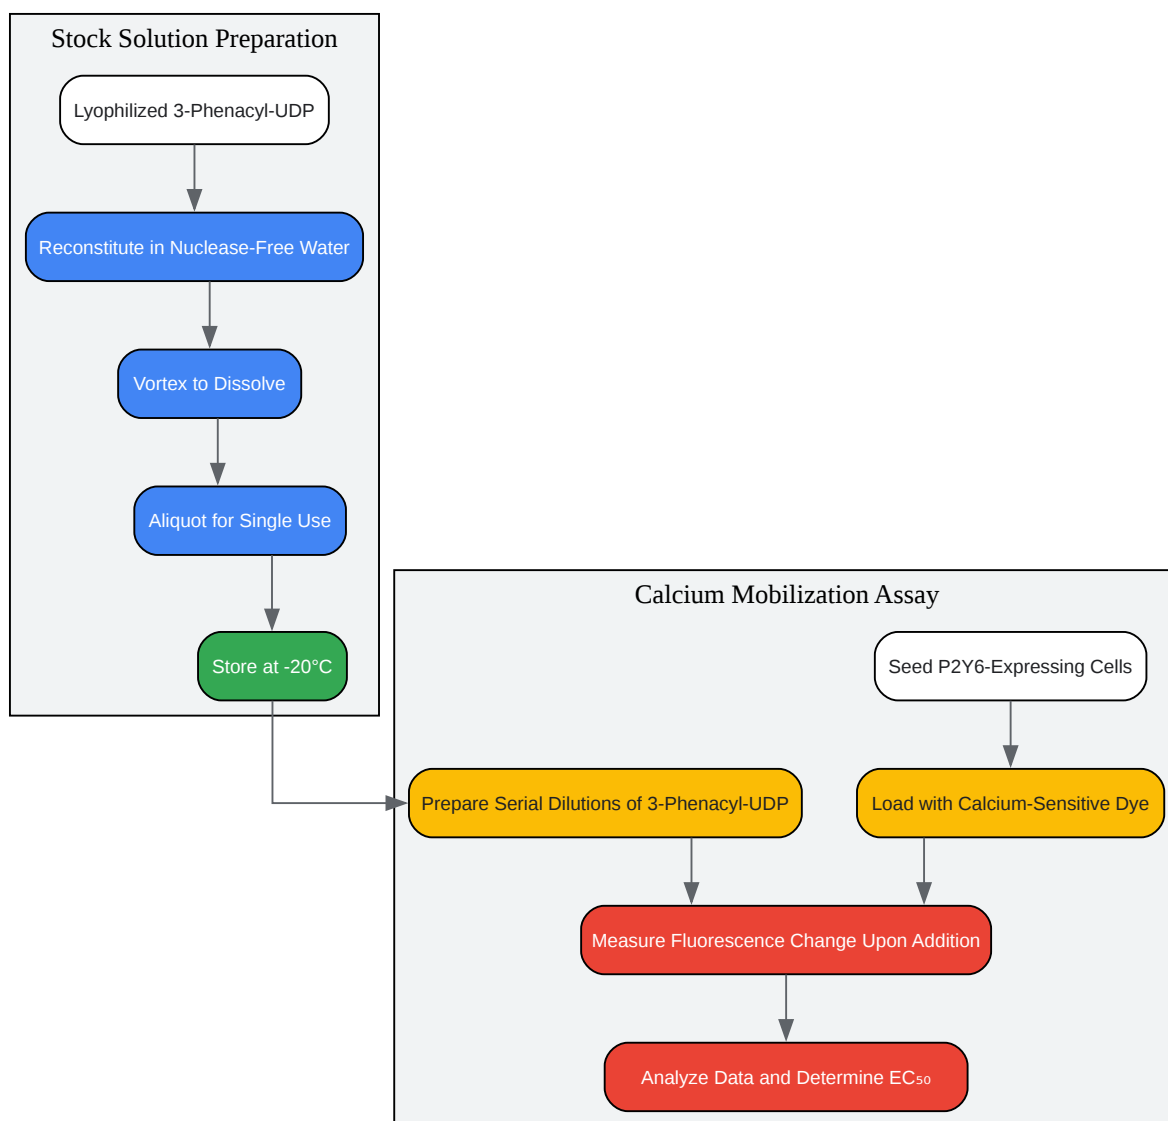 Stock Solution Preparation
Lyophilized 3-Phenacyl-UDP
Reconstitute in Nuclease-Free Water
Vortex to Dissolve
Aliquot for Single Use
Store at -20°C
Calcium Mobilization Assay
Seed P2Y6-Expressing Cells
Prepare Serial Dilutions of 3-Phenacyl-UDP
Load with Calcium-Sensitive Dye
Measure Fluorescence Change Upon Addition
Analyze Data and Determine EC₅₀